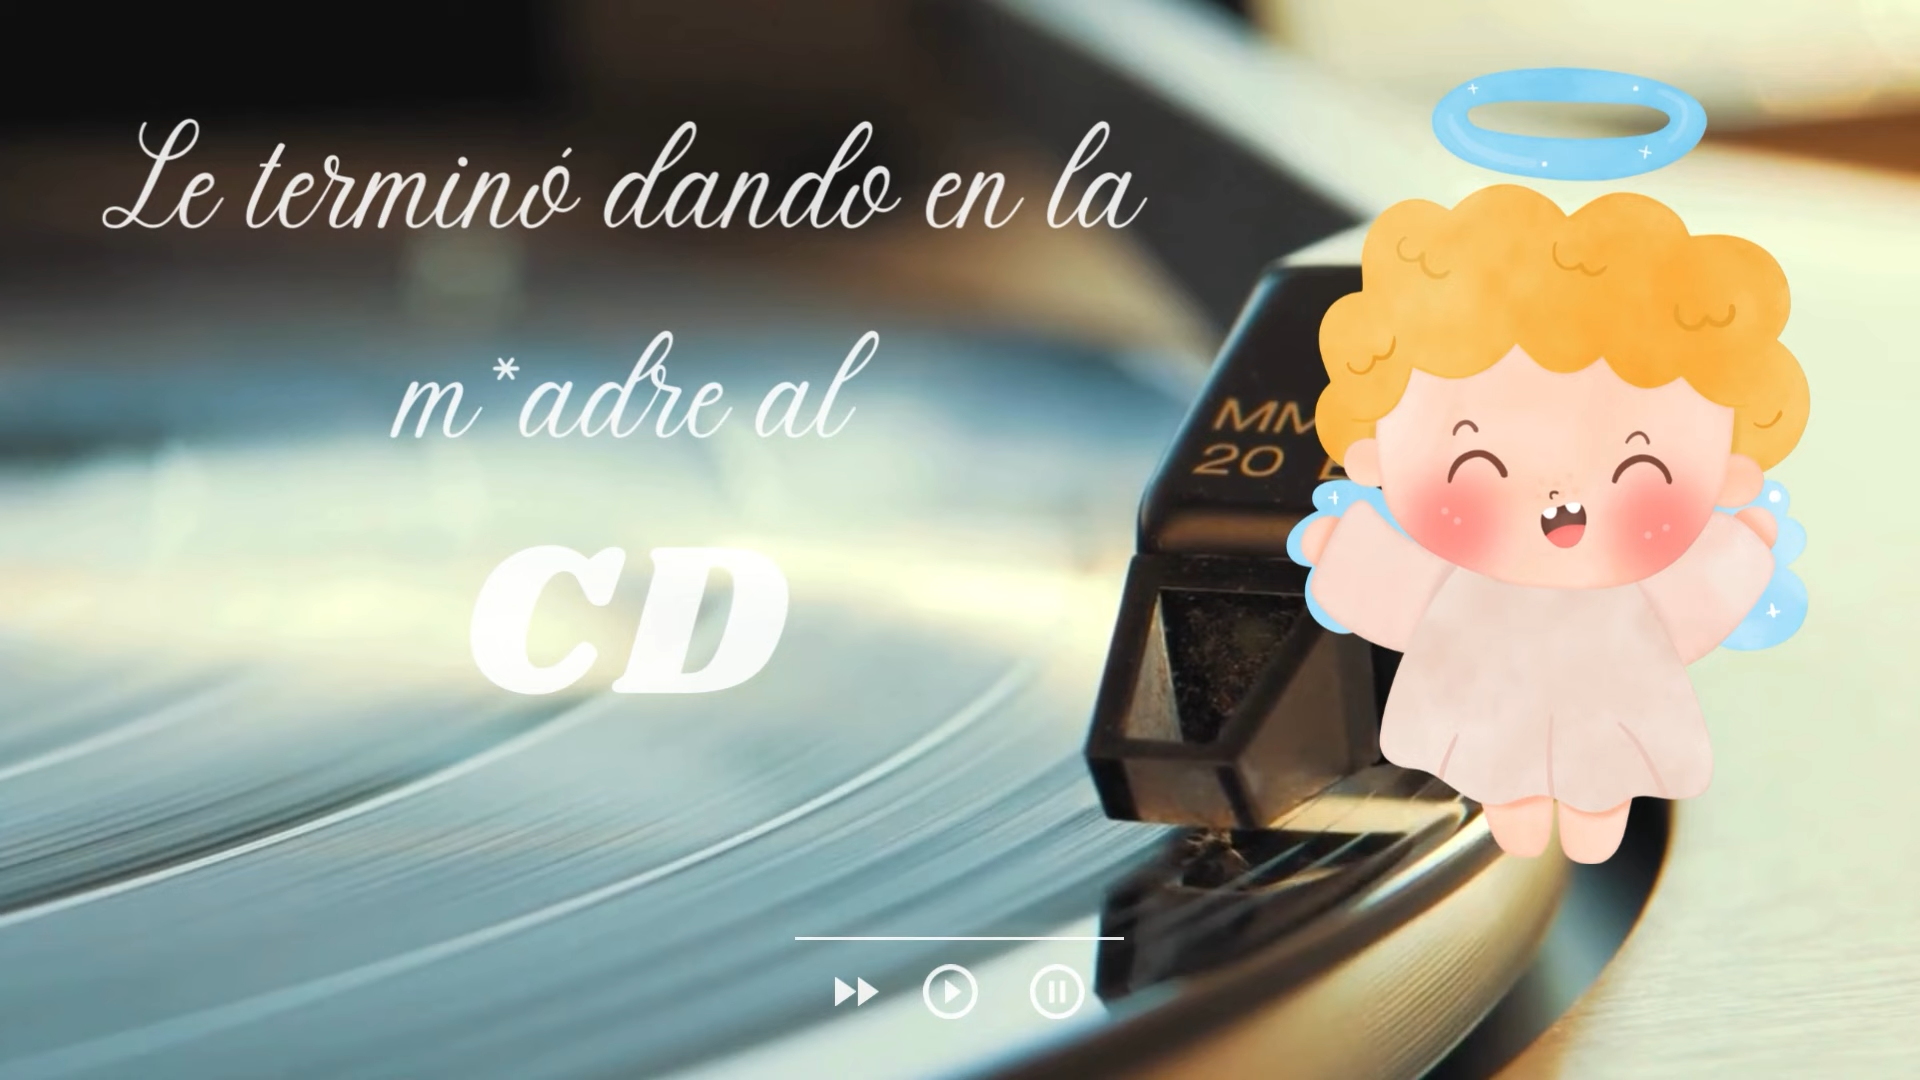 Le terminó dando en la
m*adre al
CD
MM
20 E